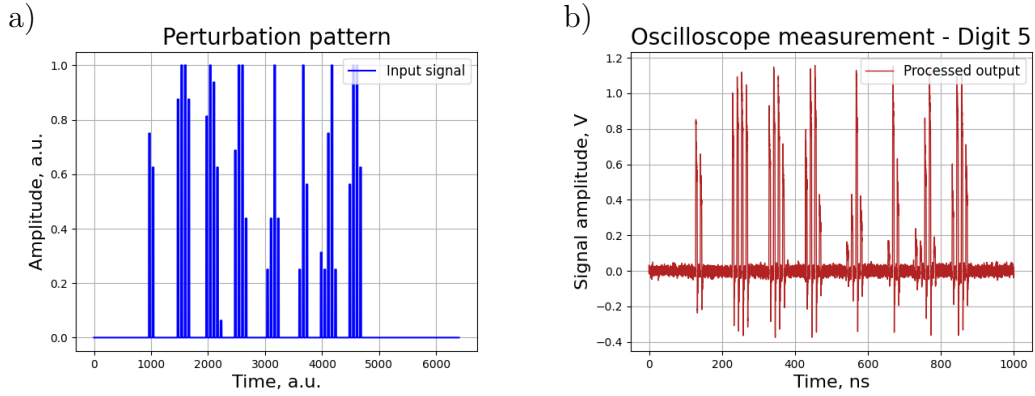 a)
Perturbation pattern
Input signal
1.0
0.8
0.6
0.4
0.2
0.0
Amplitude, a.u.
0 1000 2000 3000 4000 5000 6000
Time, a.u.
b)
Oscilloscope measurement - Digit 5
Processed output
1.2
1.0
0.8
0.6
0.4
0.2
0.0
−0.2
−0.4
Signal amplitude, V
0 200 400 600 800 1000
Time, ns